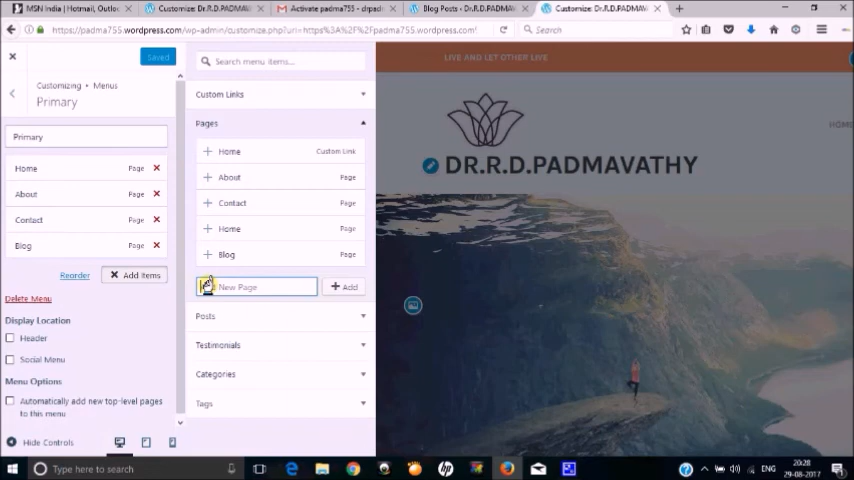 MSN India | Hotmail, Outloo
Customize: Dr.R.D.PADMAV
Activate padma755 - drpadm
Blog Posts ‹ Dr.R.D.PADMAV
Customize: Dr.R.D.PADMAV
https://padma755.wordpress.com/wp-admin/customize.php?url=https%3A%2F%2Fpadma755.wordpress.com
Search
Saved
Customizing • Menus
Primary
Primary
Home Page
About Page
Contact Page
Blog Page
Reorder
Add Items
Delete Menu
Display Location
Header
Social Menu
Menu Options
Automatically add new top-level pages
to this menu
Hide Controls
Search menu items...
Custom Links
Pages
Home Custom Link
About Page
Contact Page
Home Page
Blog Page
New Page
Add
Posts
Testimonials
Categories
Tags
LIVE AND LET OTHER LIVE
HOME
DR.R.D.PADMAVATHY
Type here to search
hp
ENG
20:28
29-08-2017